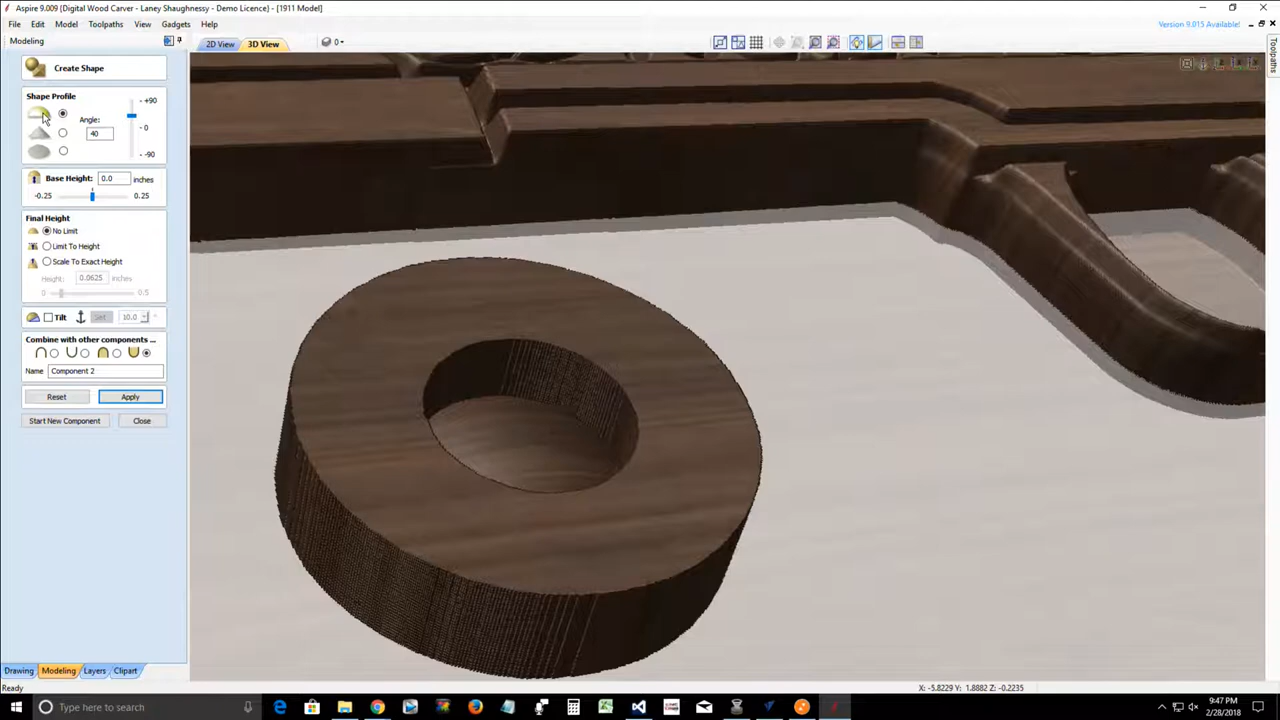 Aspire 9.009 (Digital Wood Carver - Laney Shaughnessy - Demo Licence) - [1911 Model]
File Edit Model Toolpaths View Gadgets Help
Version 9.015 Available!
Modeling
2D View 3D View 0
Create Shape
Shape Profile
Angle:
40
+90
0
-90
Base Height: 0.0 inches
-0.25 0.25
Final Height
No Limit
Limit To Height
Scale To Exact Height
Height: 0.0625 inches
0 0.5
Tilt Set 10.0 °
Combine with other components ...
Name Component 2
Reset Apply
Start New Component Close
Toolpaths
Drawing Modeling Layers Clipart
Ready
X: -5.8229 Y: 1.8882 Z: -0.2235
Type here to search
9:47 PM
2/28/2018